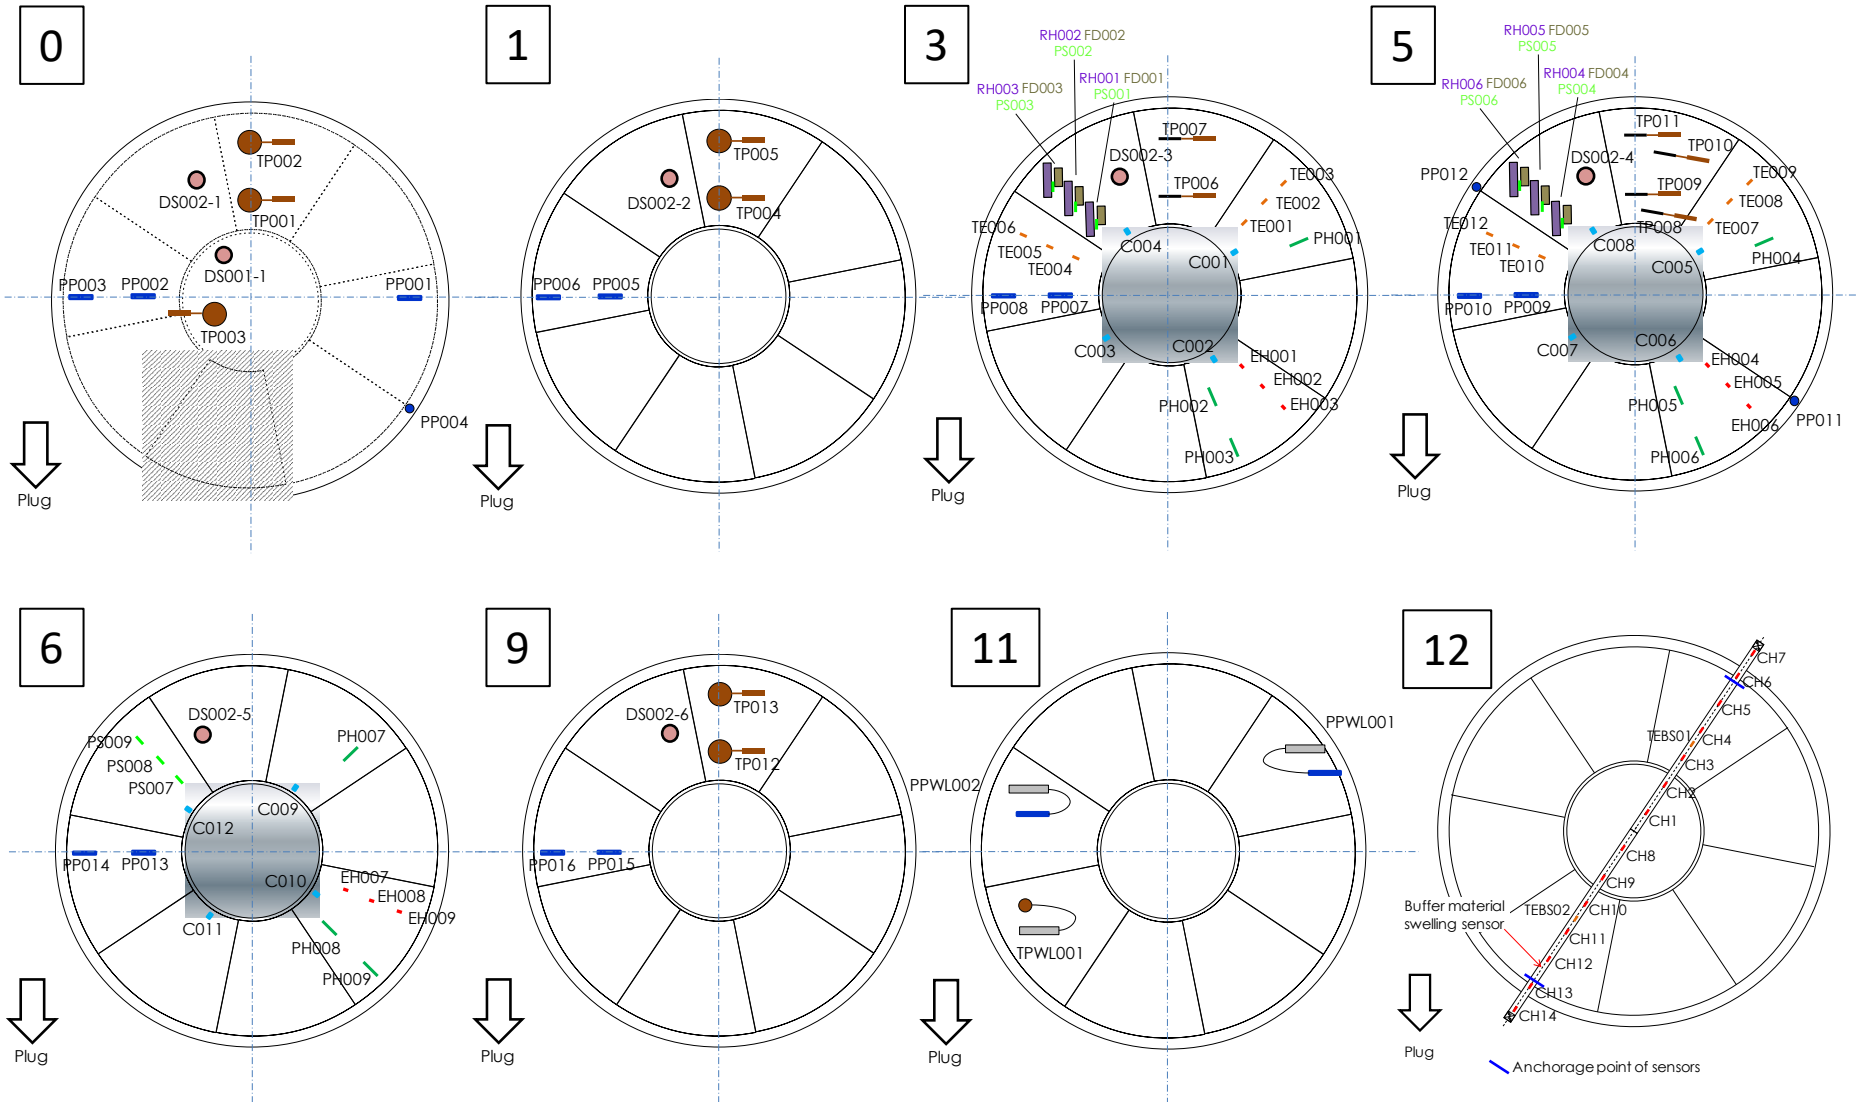 0
TP002
DS002-1
TP001
DS001-1
PP003
PP002
PP001
TP003
PP004
Plug
1
TP005
DS002-2
TP004
PP006
PP005
Plug
3
RH002 FD002
PS002
RH003 FD003
PS003
RH001 FD001
PS001
TP007
DS002-3
TP006
TE003
TE002
TE001
TE006
TE005
TE004
C004
C001
PH001
PP008
PP007
C003
C002
EH001
EH002
EH003
PH002
PH003
Plug
5
RH005 FD005
PS005
RH006 FD006
PS006
RH004 FD004
PS004
TP011
TP010
DS002-4
PP012
TP009
TP008
TE009
TE008
TE007
TE012
TE011
TE010
C008
C005
PH004
PP010
PP009
C007
C006
EH004
EH005
EH006
PP011
PH005
PH006
Plug
6
DS002-5
PS009
PS008
PS007
PH007
C009
C012
PP014
PP013
C010
C011
EH007
EH008
EH009
PH008
PH009
Plug
9
TP013
DS002-6
TP012
PP016
PP015
Plug
11
PPWL001
PPWL002
TPWL001
Plug
12
CH7
CH6
CH5
TEBS01
CH4
CH3
CH2
CH1
CH8
CH9
TEBS02
CH10
Buffer material
swelling sensor
CH11
CH12
CH13
CH14
Plug
Anchorage point of sensors